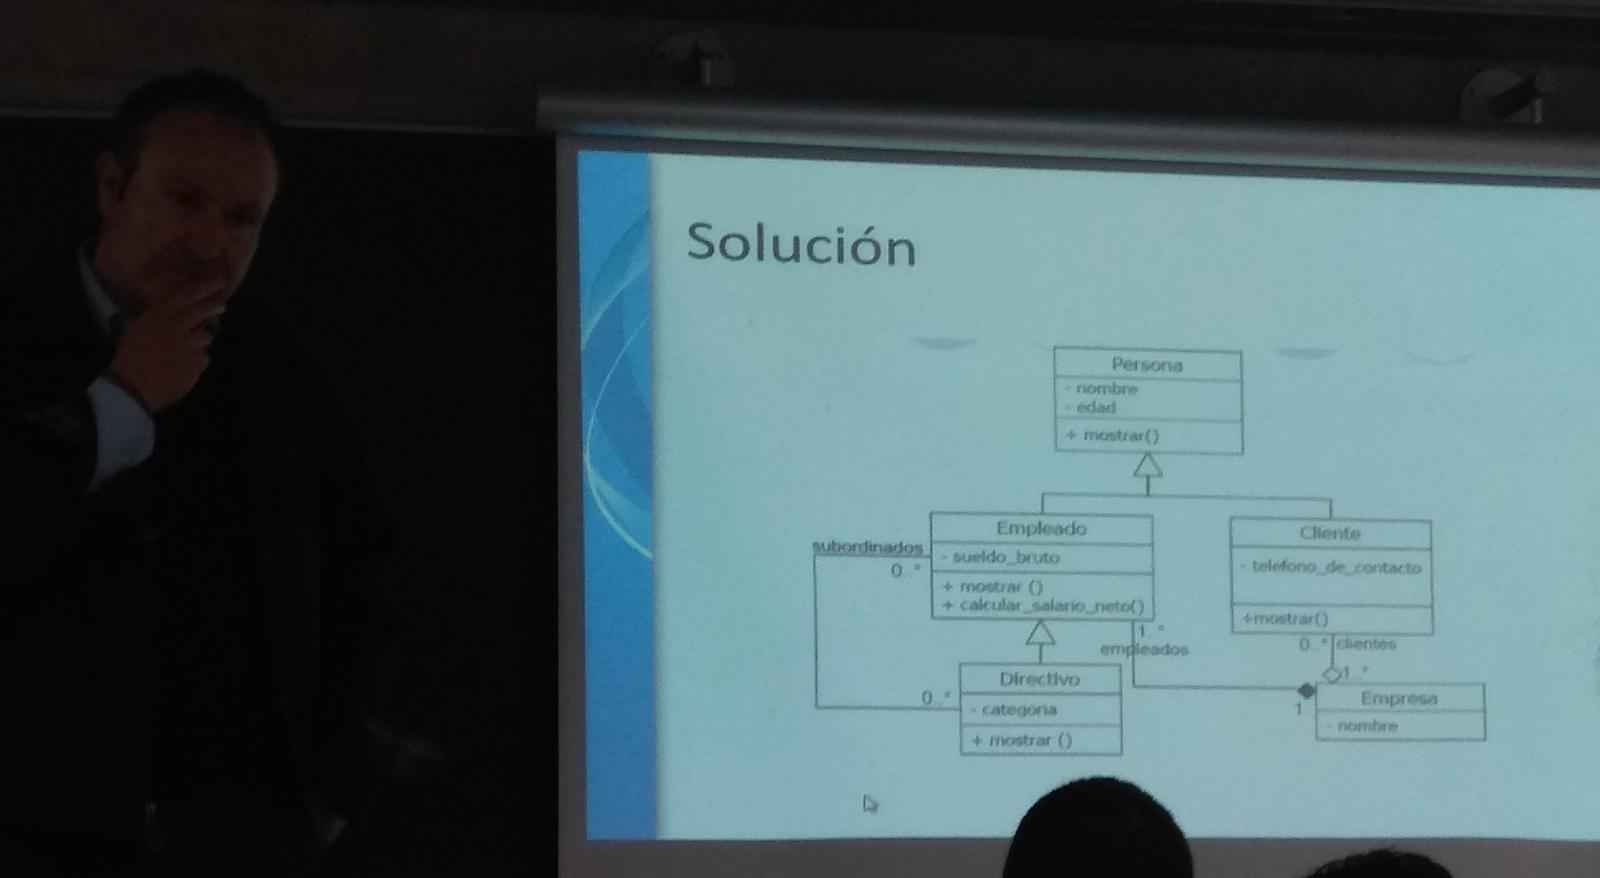 Solución
Persona
- nombre
- edad
+ mostrar()
Empleado
- sueldo_bruto
+ mostrar ()
+ calcular_salario_neto()
Cliente
- telefono_de_contacto
+mostrar()
subordinados
0..*
1..*
empleados
0..* clientes
1..*
Directivo
- categoria
+ mostrar ()
0..*
Empresa
- nombre
1